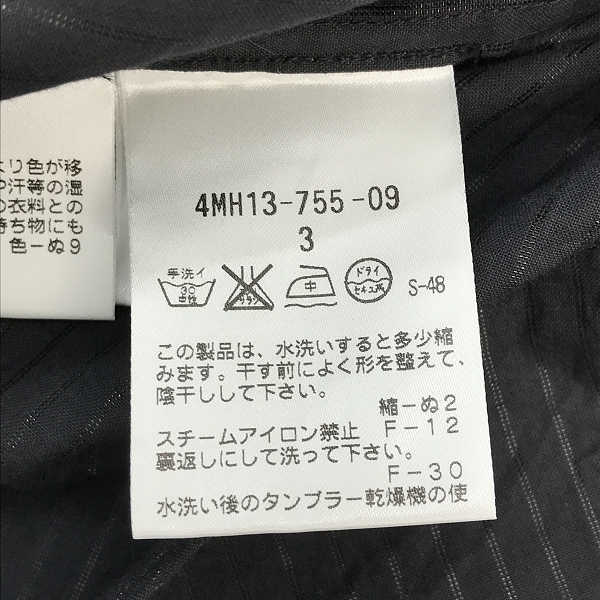 より色が移
や汗等の湿
の衣料との
持ち物にも
色－ぬ9
4MH13-755-09
3
手洗イ
30
中性
中
ドライ
セキユ系
S-48
この製品は、水洗いすると多少縮
みます。干す前によく形を整えて、
陰干しして下さい。
縮－ぬ2
スチームアイロン禁止 F-12
裏返しにして洗って下さい。
F-30
水洗い後のタンブラー乾燥機の使